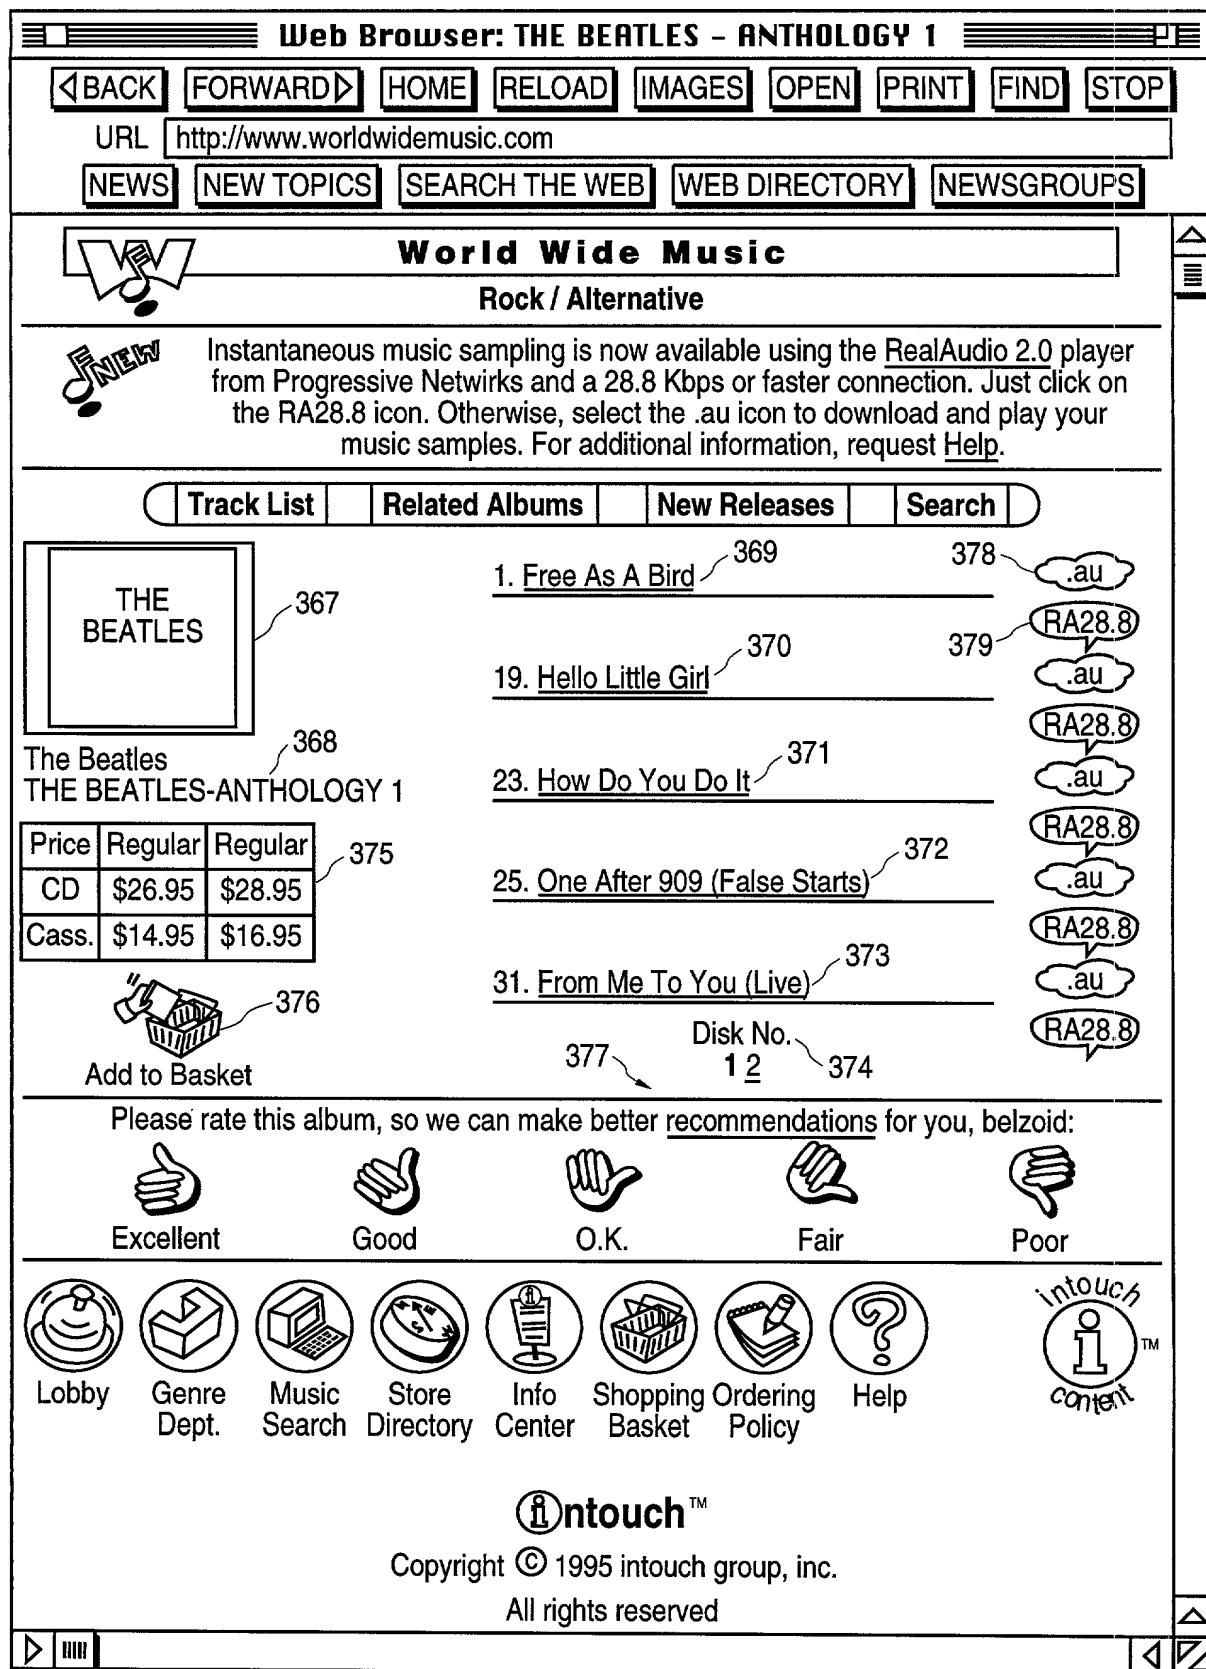 Web Browser: THE BEATLES - ANTHOLOGY 1
BACK FORWARD HOME RELOAD IMAGES OPEN PRINT FIND STOP
URL http://www.worldwidemusic.com
NEWS NEW TOPICS SEARCH THE WEB WEB DIRECTORY NEWSGROUPS
W World Wide Music
Rock / Alternative
NEW
Instantaneous music sampling is now available using the RealAudio 2.0 player
from Progressive Netwirks and a 28.8 Kbps or faster connection. Just click on
the RA28.8 icon. Otherwise, select the .au icon to download and play your
music samples. For additional information, request Help.
Track List Related Albums New Releases Search
THE
BEATLES
367
The Beatles
368
THE BEATLES-ANTHOLOGY 1
Price Regular Regular
375
CD $26.95 $28.95
Cass. $14.95 $16.95
376
Add to Basket
1. Free As A Bird 369 378 .au
379 RA28.8
19. Hello Little Girl 370 .au
RA28.8
23. How Do You Do It 371 .au
RA28.8
25. One After 909 (False Starts) 372 .au
RA28.8
31. From Me To You (Live) 373 .au
RA28.8
Disk No.
1 2
374
377
Please rate this album, so we can make better recommendations for you, belzoid:
Excellent Good O.K. Fair Poor
Lobby Genre Dept. Music Search Store Directory Info Center Shopping Basket Ordering Policy Help
intouch
i TM
content
intouch™
Copyright © 1995 intouch group, inc.
All rights reserved